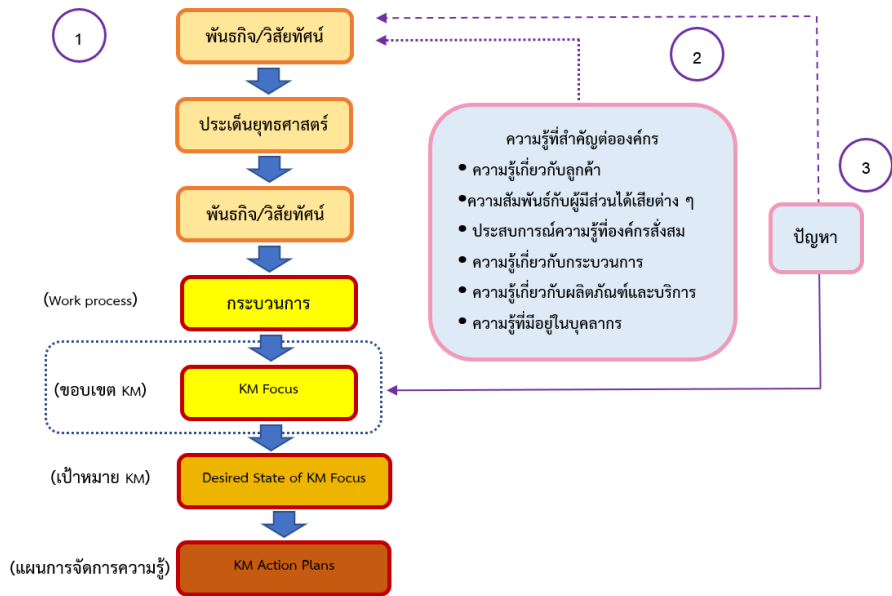 1
พันธกิจ/วิสัยทัศน์
2
ประเด็นยุทธศาสตร์
ความรู้ที่สำคัญต่อองค์กร
• ความรู้เกี่ยวกับลูกค้า
•ความสัมพันธ์กับผู้มีส่วนได้เสียต่าง ๆ
• ประสบการณ์ความรู้ที่องค์กรสั่งสม
• ความรู้เกี่ยวกับกระบวนการ
• ความรู้เกี่ยวกับผลิตภัณฑ์และบริการ
• ความรู้ที่มีอยู่ในบุคลากร
3
ปัญหา
พันธกิจ/วิสัยทัศน์
(Work process)
กระบวนการ
(ขอบเขต KM)
KM Focus
(เป้าหมาย KM)
Desired State of KM Focus
(แผนการจัดการความรู้)
KM Action Plans